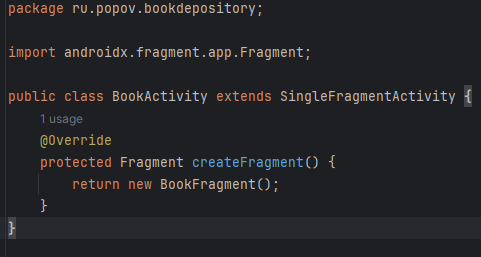 package ru.popov.bookdepository;
import androidx.fragment.app.Fragment;
public class BookActivity extends SingleFragmentActivity {
1 usage
@Override
protected Fragment createFragment() {
return new BookFragment();
}
}